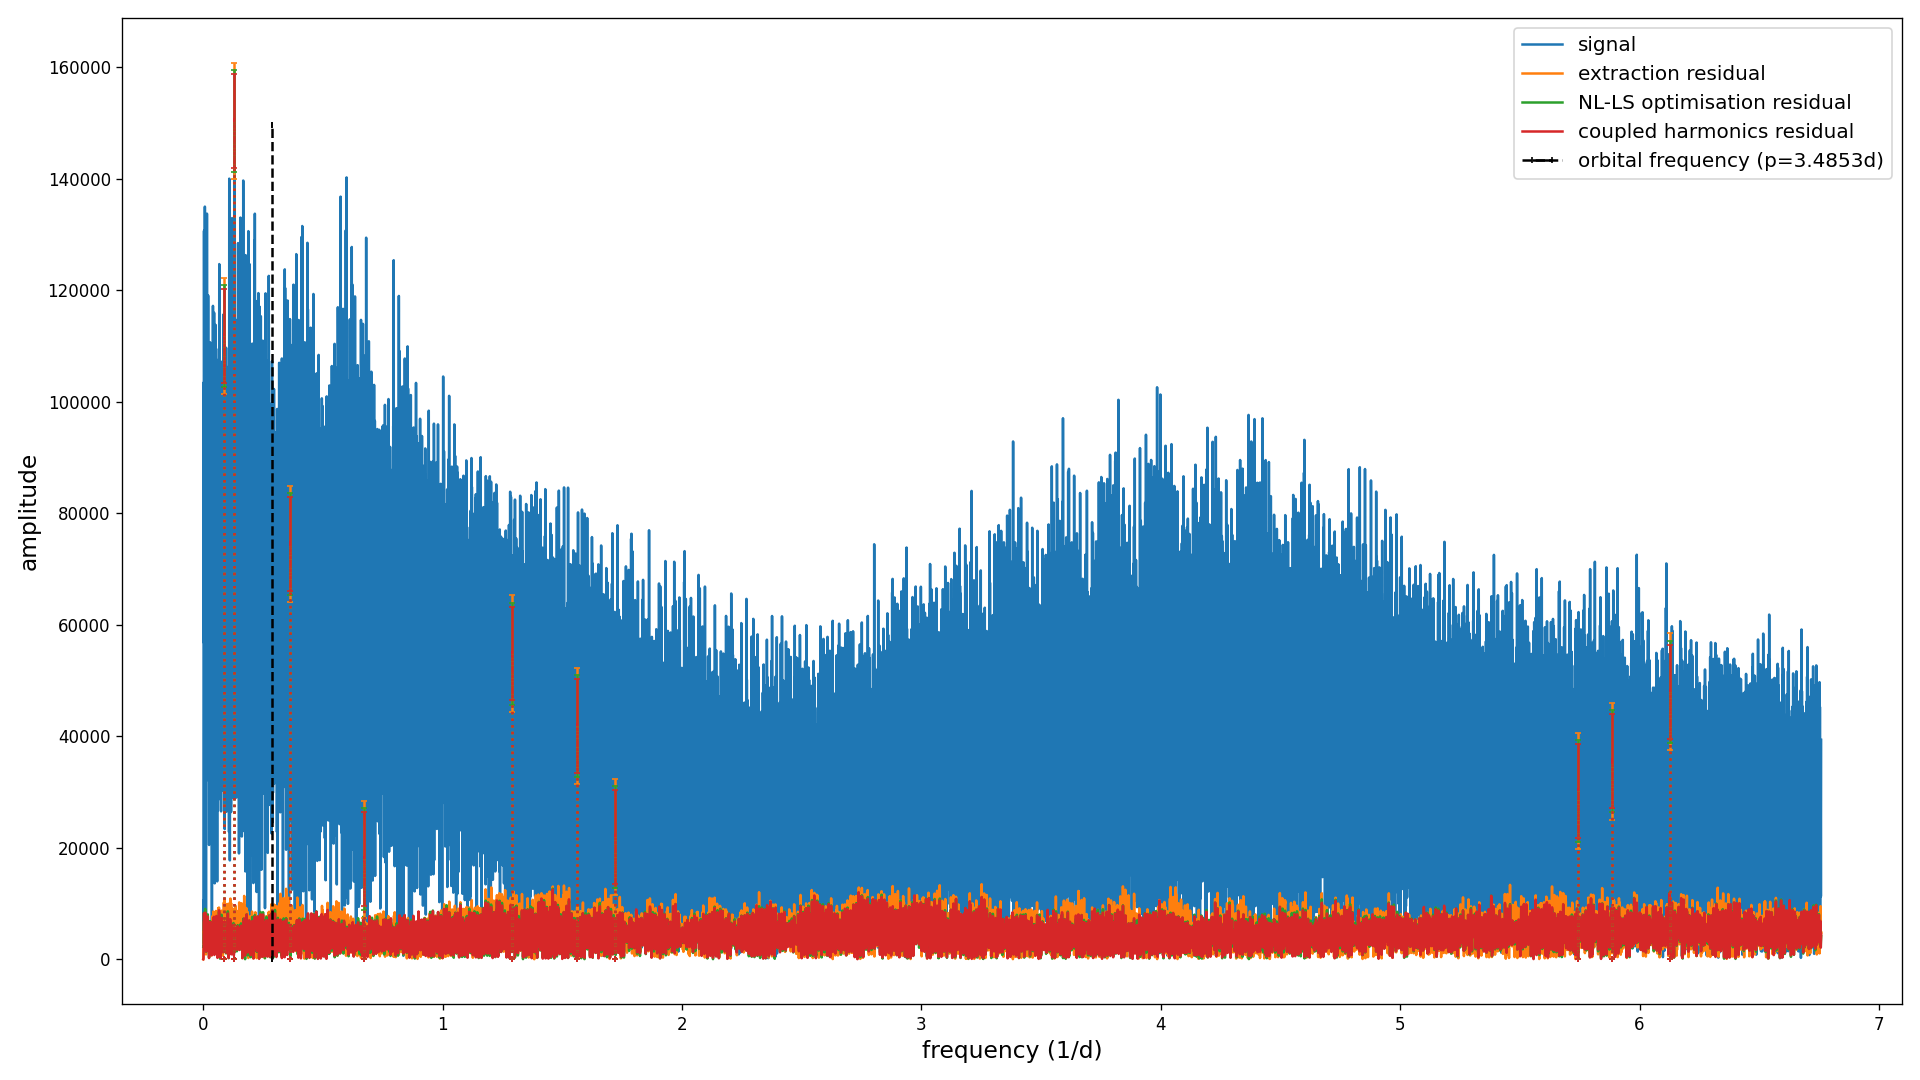 signal
extraction residual
NL-LS optimisation residual
coupled harmonics residual
orbital frequency (p=3.4853d)
amplitude
160000
140000
120000
100000
80000
60000
40000
20000
0
0 1 2 3 4 5 6 7
frequency (1/d)